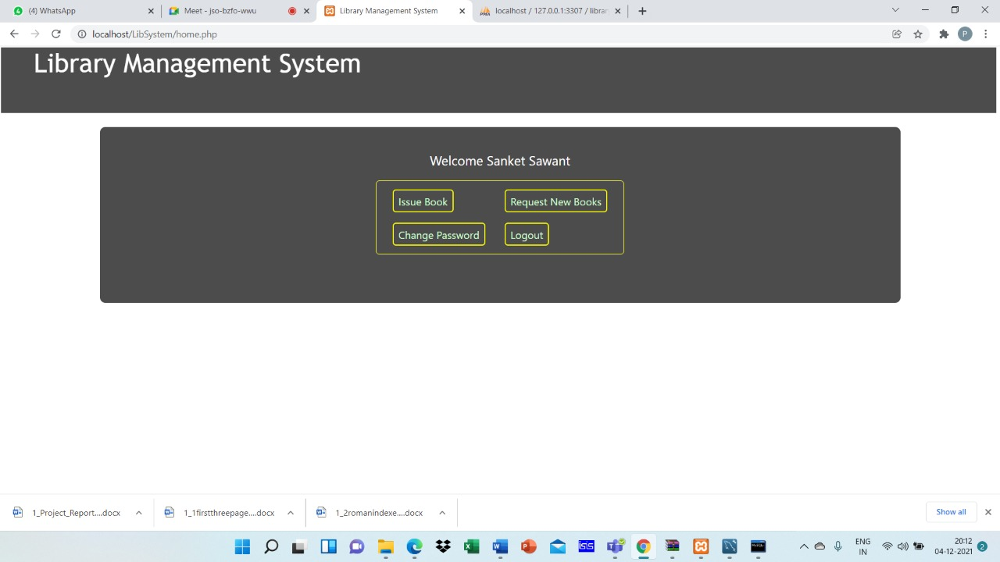 (4) WhatsApp
Meet - jso-bzfo-wwu
Library Management System
localhost / 127.0.0.1:3307 / librar
localhost/LibSystem/home.php
P
Library Management System
Welcome Sanket Sawant
Issue Book
Request New Books
Change Password
Logout
1_Project_Report....docx
1_1firstthreepage....docx
1_2romanindexe....docx
Show all
ENG
IN
20:12
04-12-2021
2